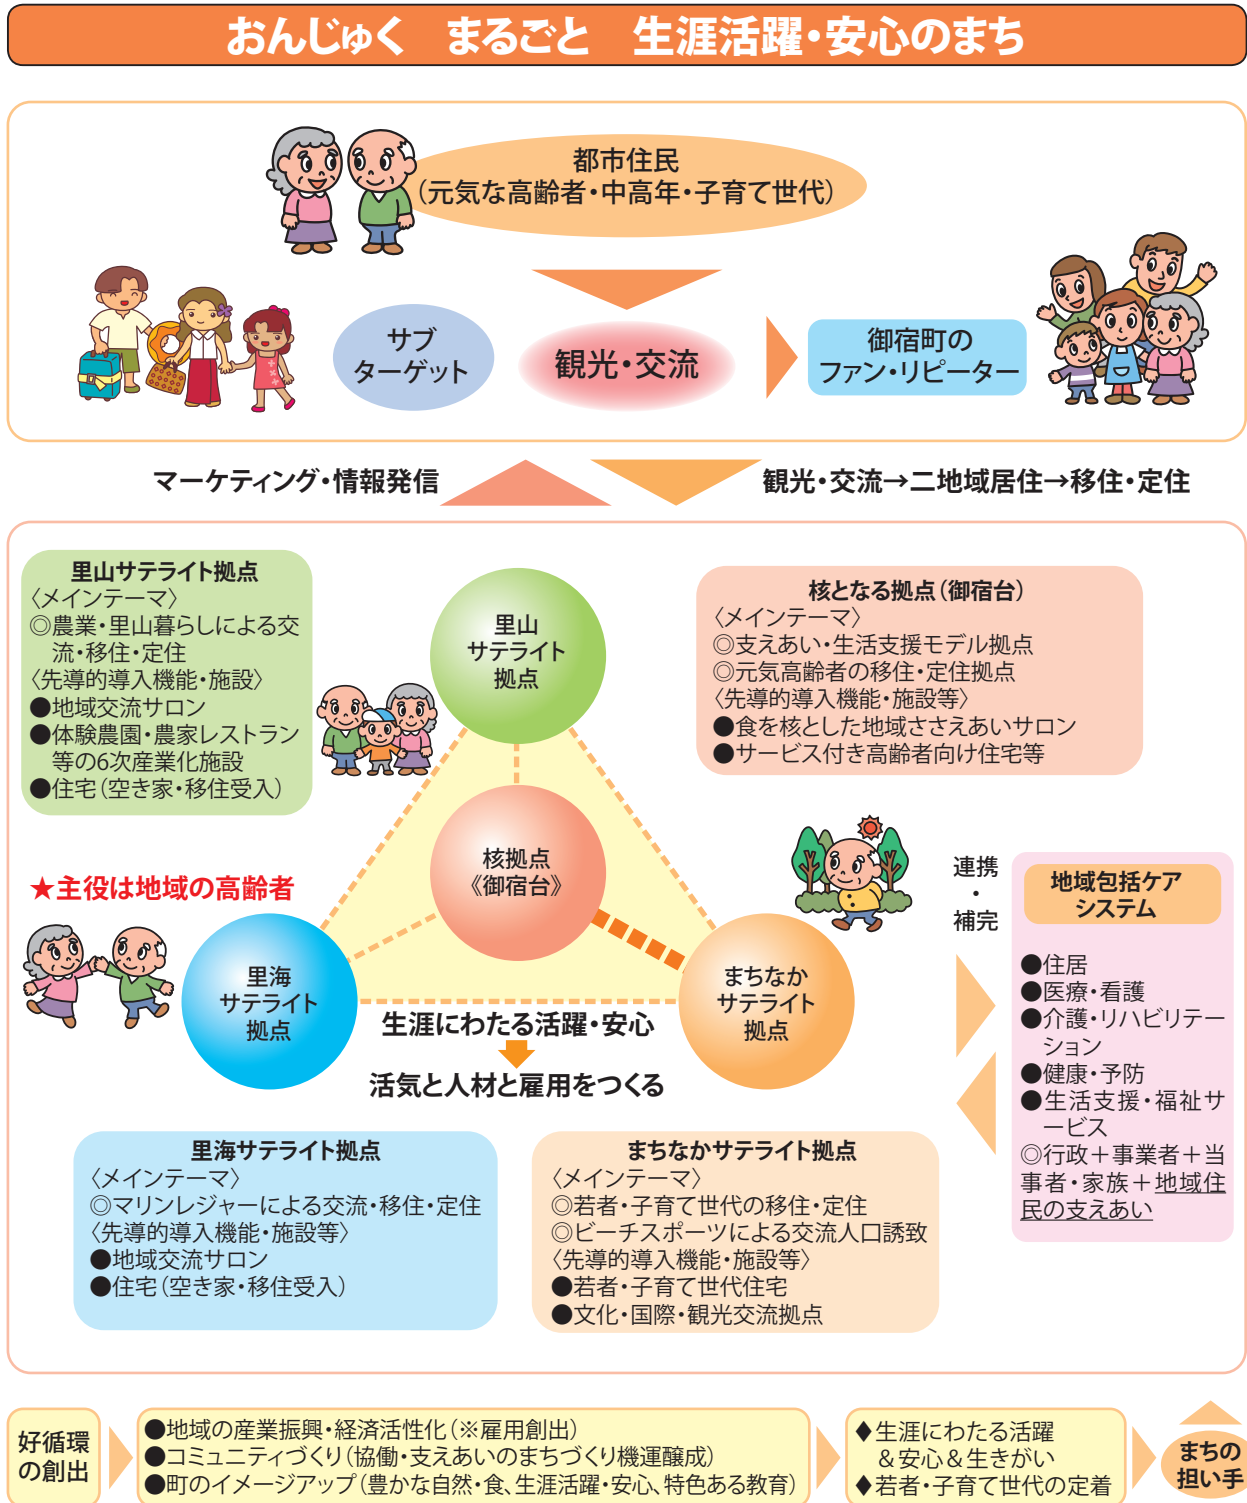 おんじゅく　まるごと　生涯活躍・安心のまち
都市住民
（元気な高齢者・中高年・子育て世代）
サブ
ターゲット
観光・交流
御宿町の
ファン・リピーター
マーケティング・情報発信
観光・交流→二地域居住→移住・定住
里山サテライト拠点
〈メインテーマ〉
◎農業・里山暮らしによる交
流・移住・定住
〈先導的導入機能・施設〉
●地域交流サロン
●体験農園・農家レストラン
等の6次産業化施設
●住宅（空き家・移住受入）
里山
サテライト
拠点
核となる拠点（御宿台）
〈メインテーマ〉
◎支えあい・生活支援モデル拠点
◎元気高齢者の移住・定住拠点
〈先導的導入機能・施設等〉
●食を核とした地域ささえあいサロン
●サービス付き高齢者向け住宅等
核拠点
《御宿台》
★主役は地域の高齢者
里海
サテライト
拠点
まちなか
サテライト
拠点
生涯にわたる活躍・安心
活気と人材と雇用をつくる
連携
・
補完
地域包括ケア
システム
●住居
●医療・看護
●介護・リハビリテー
ション
●健康・予防
●生活支援・福祉サ
ービス
◎行政＋事業者＋当
事者・家族＋地域住
民の支えあい
里海サテライト拠点
〈メインテーマ〉
◎マリンレジャーによる交流・移住・定住
〈先導的導入機能・施設等〉
●地域交流サロン
●住宅（空き家・移住受入）
まちなかサテライト拠点
〈メインテーマ〉
◎若者・子育て世代の移住・定住
◎ビーチスポーツによる交流人口誘致
〈先導的導入機能・施設等〉
●若者・子育て世代住宅
●文化・国際・観光交流拠点
好循環
の創出
●地域の産業振興・経済活性化（※雇用創出）
●コミュニティづくり（協働・支えあいのまちづくり機運醸成）
●町のイメージアップ（豊かな自然・食、生涯活躍・安心、特色ある教育）
♦生涯にわたる活躍
＆安心＆生きがい
♦若者・子育て世代の定着
まちの
担い手